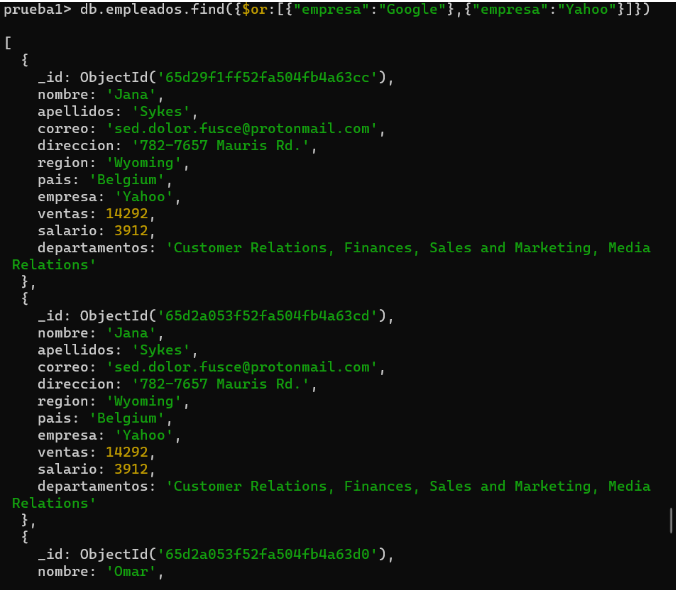 prueba1> db.empleados.find({$or:[{"empresa":"Google"},{"empresa":"Yahoo"}]})
[
{
_id: ObjectId('65d29f1ff52fa504fb4a63cc'),
nombre: 'Jana',
apellidos: 'Sykes',
correo: 'sed.dolor.fusce@protonmail.com',
direccion: '782-7657 Mauris Rd.',
region: 'Wyoming',
pais: 'Belgium',
empresa: 'Yahoo',
ventas: 14292,
salario: 3912,
departamentos: 'Customer Relations, Finances, Sales and Marketing, Media
Relations'
},
{
_id: ObjectId('65d2a053f52fa504fb4a63cd'),
nombre: 'Jana',
apellidos: 'Sykes',
correo: 'sed.dolor.fusce@protonmail.com',
direccion: '782-7657 Mauris Rd.',
region: 'Wyoming',
pais: 'Belgium',
empresa: 'Yahoo',
ventas: 14292,
salario: 3912,
departamentos: 'Customer Relations, Finances, Sales and Marketing, Media
Relations'
},
{
_id: ObjectId('65d2a053f52fa504fb4a63d0'),
nombre: 'Omar',